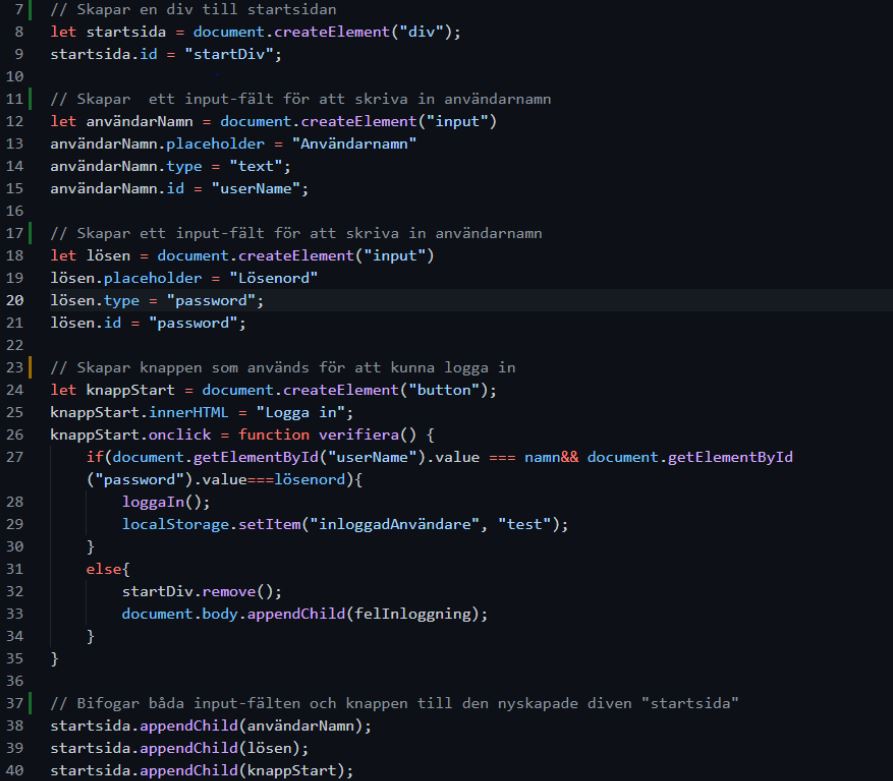 7 // Skapar en div till startsidan
8 let startsida = document.createElement("div");
9 startsida.id = "startDiv";
10
11 // Skapar  ett input-fält för att skriva in användarnamn
12 let användarNamn = document.createElement("input")
13 användarNamn.placeholder = "Användarnamn"
14 användarNamn.type = "text";
15 användarNamn.id = "userName";
16
17 // Skapar ett input-fält för att skriva in användarnamn
18 let lösen = document.createElement("input")
19 lösen.placeholder = "Lösenord"
20 lösen.type = "password";
21 lösen.id = "password";
22
23 // Skapar knappen som används för att kunna logga in
24 let knappStart = document.createElement("button");
25 knappStart.innerHTML = "Logga in";
26 knappStart.onclick = function verifiera() {
27     if(document.getElementById("userName").value === namn&& document.getElementById
    ("password").value===lösenord){
28         loggaIn();
29         localStorage.setItem("inloggadAnvändare", "test");
30     }
31     else{
32         startDiv.remove();
33         document.body.appendChild(felInloggning);
34     }
35 }
36
37 // Bifogar båda input-fälten och knappen till den nyskapade diven "startsida"
38 startsida.appendChild(användarNamn);
39 startsida.appendChild(lösen);
40 startsida.appendChild(knappStart);